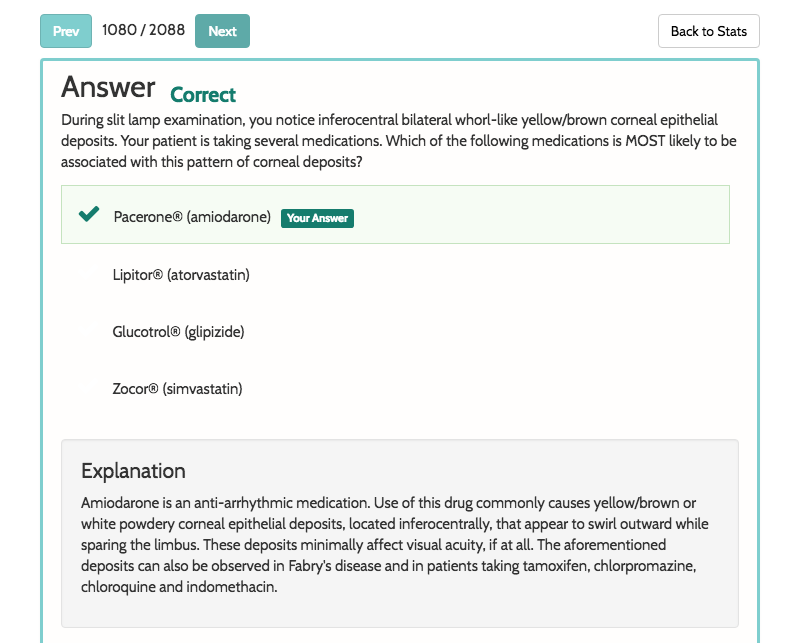 Prev 1080 / 2088 Next Back to Stats
Answer Correct
During slit lamp examination, you notice inferocentral bilateral whorl-like yellow/brown corneal epithelial
deposits. Your patient is taking several medications. Which of the following medications is MOST likely to be
associated with this pattern of corneal deposits?
Pacerone® (amiodarone) Your Answer
Lipitor® (atorvastatin)
Glucotrol® (glipizide)
Zocor® (simvastatin)
Explanation
Amiodarone is an anti-arrhythmic medication. Use of this drug commonly causes yellow/brown or
white powdery corneal epithelial deposits, located inferocentrally, that appear to swirl outward while
sparing the limbus. These deposits minimally affect visual acuity, if at all. The aforementioned
deposits can also be observed in Fabry's disease and in patients taking tamoxifen, chlorpromazine,
chloroquine and indomethacin.